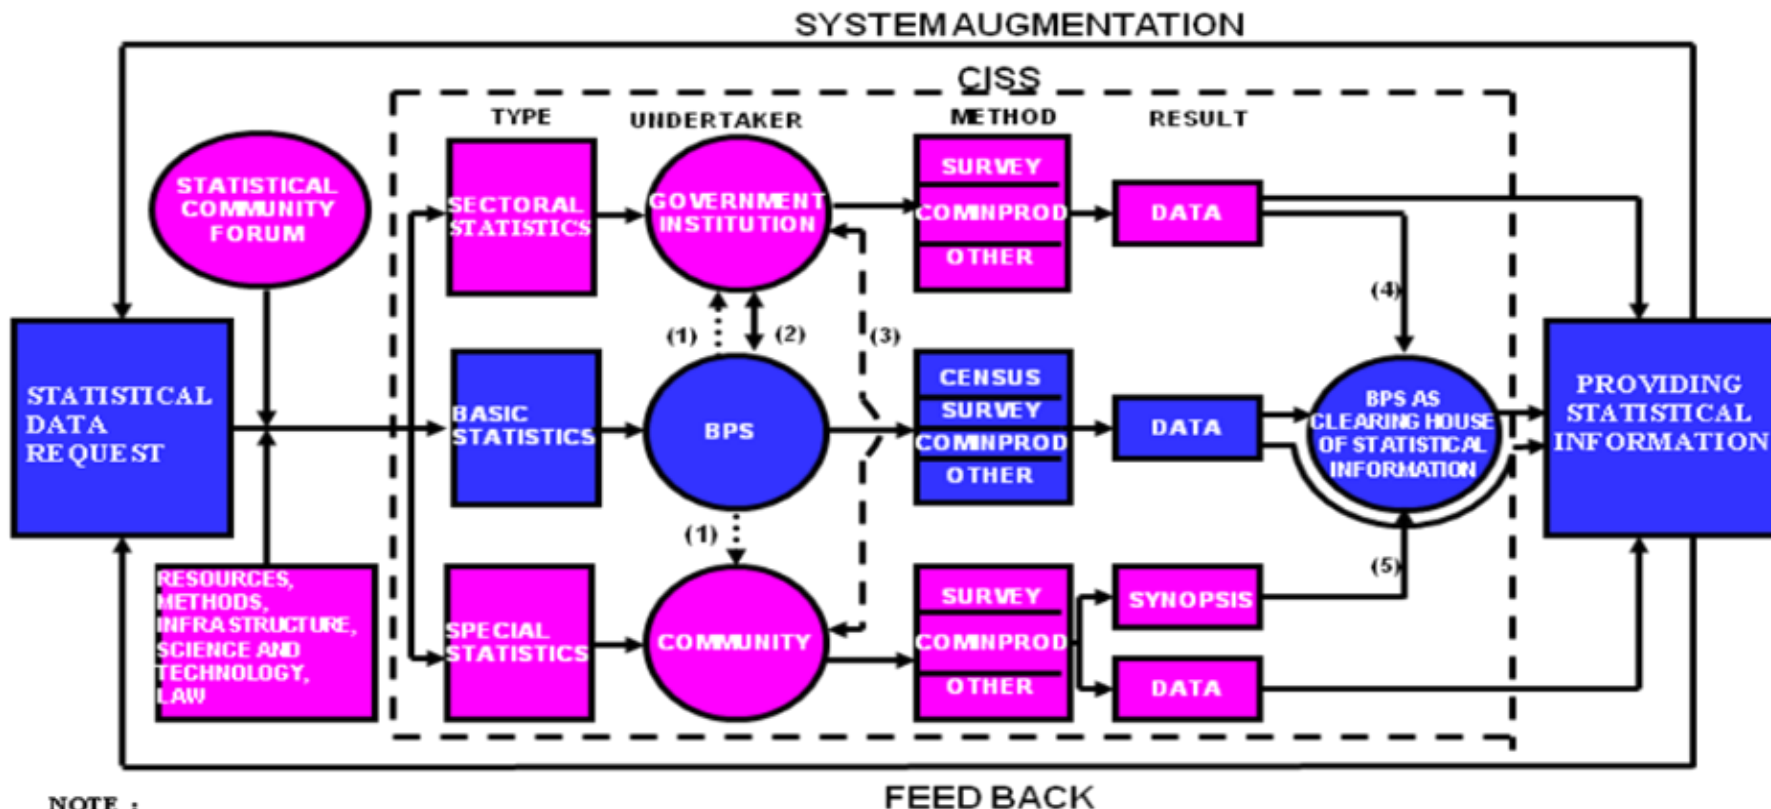 SYSTEM AUGMENTATION
CISS
TYPE
UNDERTAKER
METHOD
RESULT
STATISTICAL
COMMUNITY
FORUM
SECTORAL
STATISTICS
GOVERNMENT
INSTITUTION
SURVEY
COMINPROD
OTHER
DATA
(1)
(2)
(3)
(4)
STATISTICAL
DATA
REQUEST
BASIC
STATISTICS
BPS
CENSUS
SURVEY
COMINPROD
OTHER
DATA
BPS AS
CLEARING HOUSE
OF STATISTICAL
INFORMATION
PROVIDING
STATISTICAL
INFORMATION
(1)
(5)
RESOURCES,
METHODS,
INFRA STRUCTURE,
SCIENCE AND
TECHNOLOGY,
LAW
SPECIAL
STATISTICS
COMMUNITY
SURVEY
COMINPROD
OTHER
SYNOPSIS
DATA
FEED BACK
NOTE :